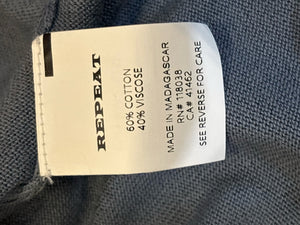 REPEAT
60% COTTON
40% VISCOSE
MADE IN MADAGASCAR
RN# 118038
CA# 41462
SEE REVERSE FOR CARE